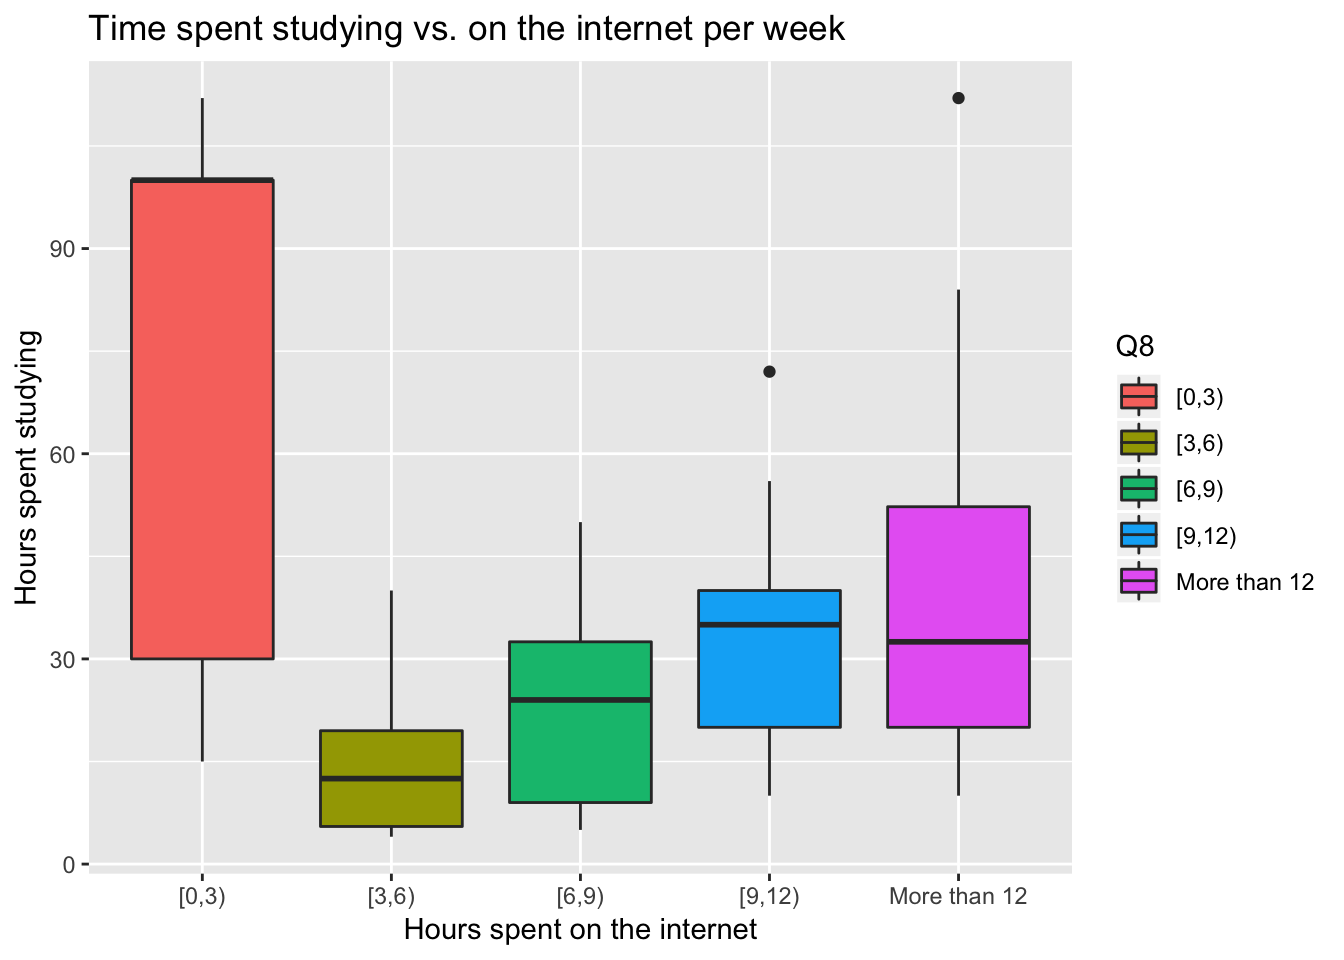 Time spent studying vs. on the internet per week
Hours spent studying
90
60
30
0
[0,3)
[3,6)
[6,9)
[9,12)
More than 12
Hours spent on the internet
Q8
[0,3)
[3,6)
[6,9)
[9,12)
More than 12